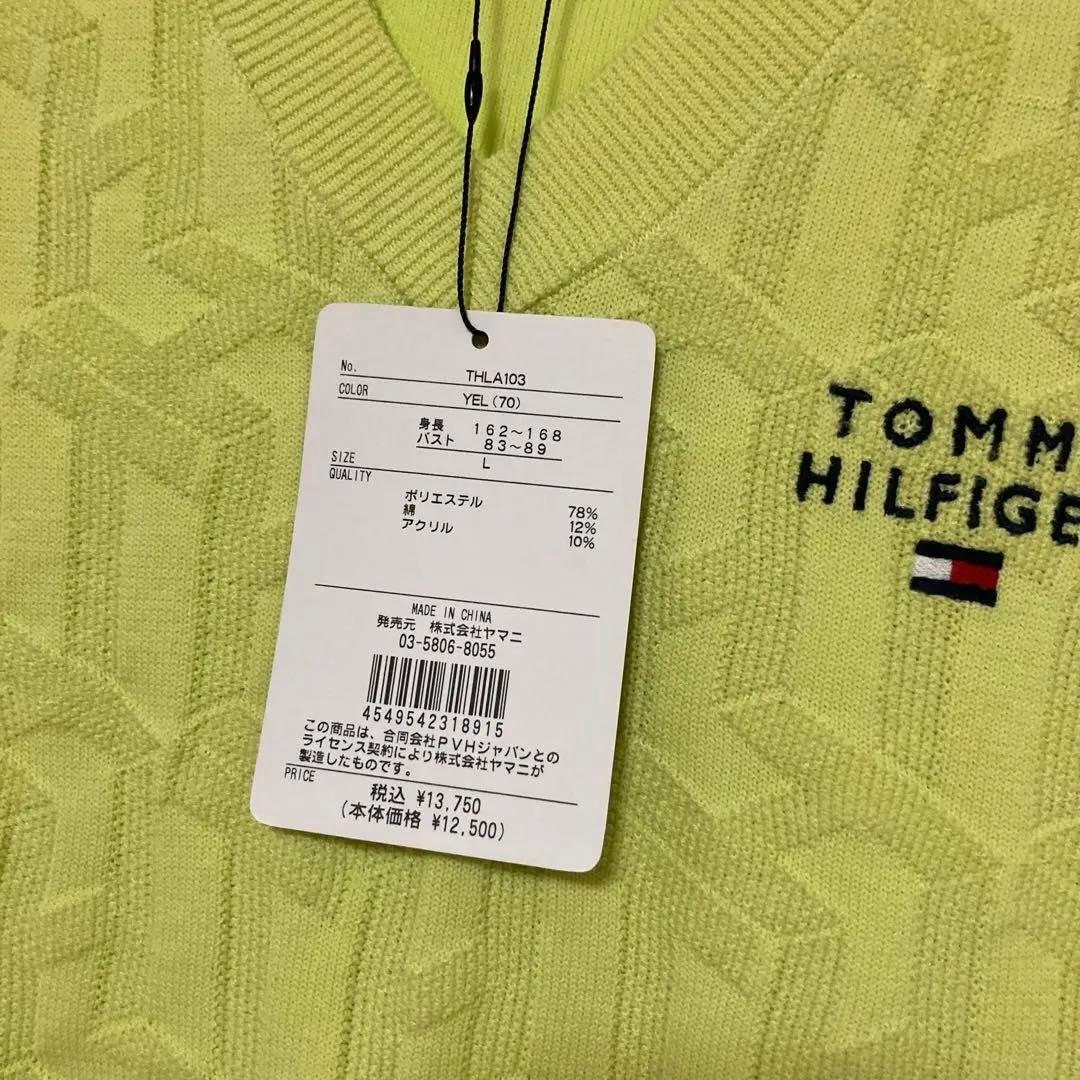 No. THLA103
COLOR YEL(70)
身長 162~168
バスト 83~89
SIZE L
QUALITY
ポリエステル 78%
綿 12%
アクリル 10%
MADE IN CHINA
発売元 株式会社ヤマニ
03-5806-8055
4549542318915
この商品は、合同会社PVHジャパンとの
ライセンス契約により株式会社ヤマニが
製造したものです。
PRICE
税込 ¥13,750
(本体価格 ¥12,500)
TOMM
HILFIGE